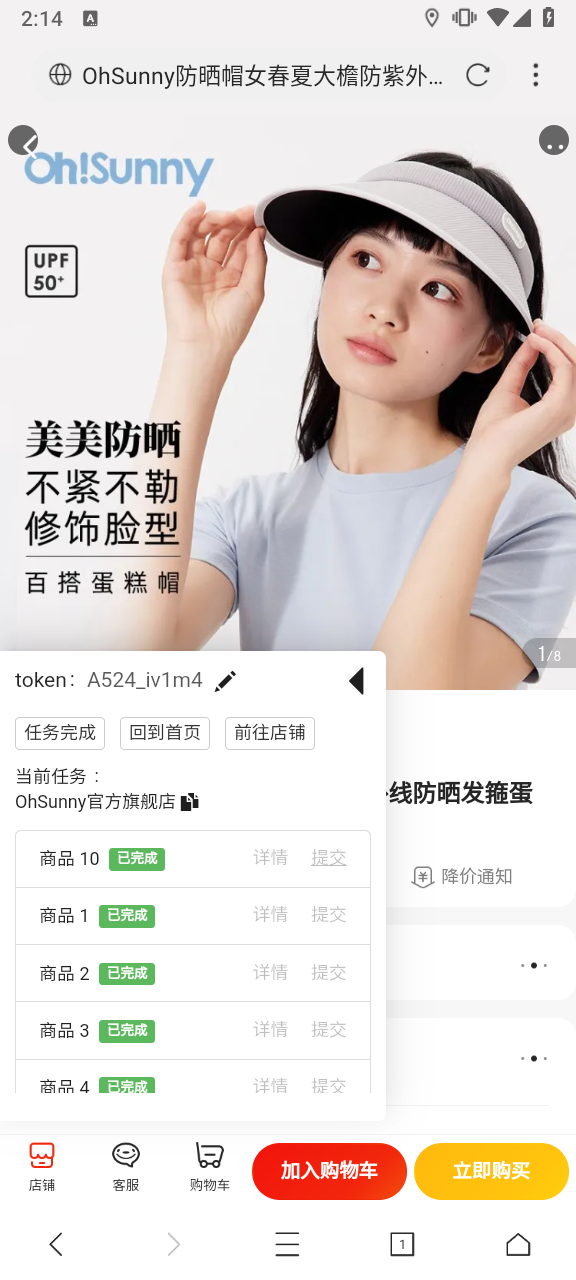 2:14 A
OhSunny防晒帽女春夏大檐防紫外...
Oh!Sunny
UPF
50+
美美防晒
不紧不勒
修饰脸型
百搭蛋糕帽
1/8
token: A524_iv1m4
任务完成 回到首页 前往店铺
当前任务：
OhSunny官方旗舰店
线防晒发箍蛋
商品 10 已完成 详情 提交
降价通知
商品 1 已完成 详情 提交
商品 2 已完成 详情 提交
商品 3 已完成 详情 提交
商品 4 已完成 详情 提交
店铺 客服 购物车 加入购物车 立即购买
1